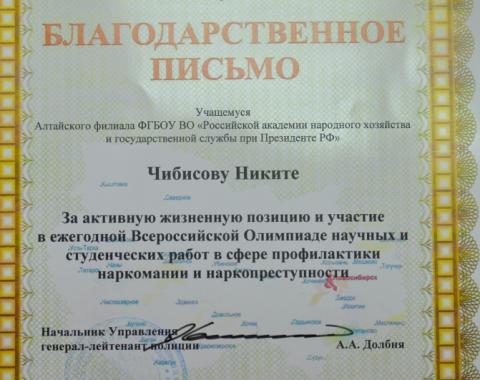 БЛАГОДАРСТВЕННОЕ
ПИСЬМО
Учащемуся
Алтайского филиала ФГБОУ ВО «Российской академии народного хозяйства
и государственной службы при Президенте РФ»
Чибисову Никите
За активную жизненную позицию и участие
в ежегодной Всероссийской Олимпиаде научных и
студенческих работ в сфере профилактики
наркомании и наркопреступности
Новосибирск
Начальник Управления
генерал-лейтенант полиции
А.А. Долбня